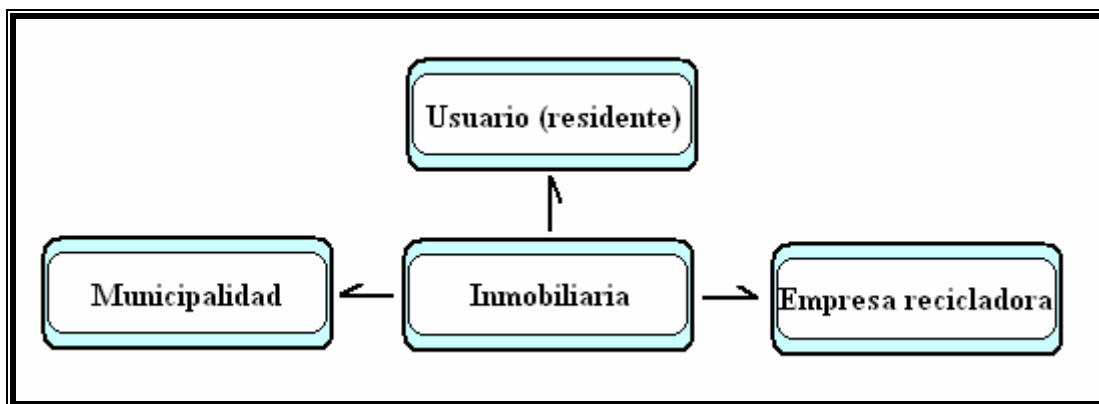 Usuario (residente)
Municipalidad
Inmobiliaria
Empresa recicladora